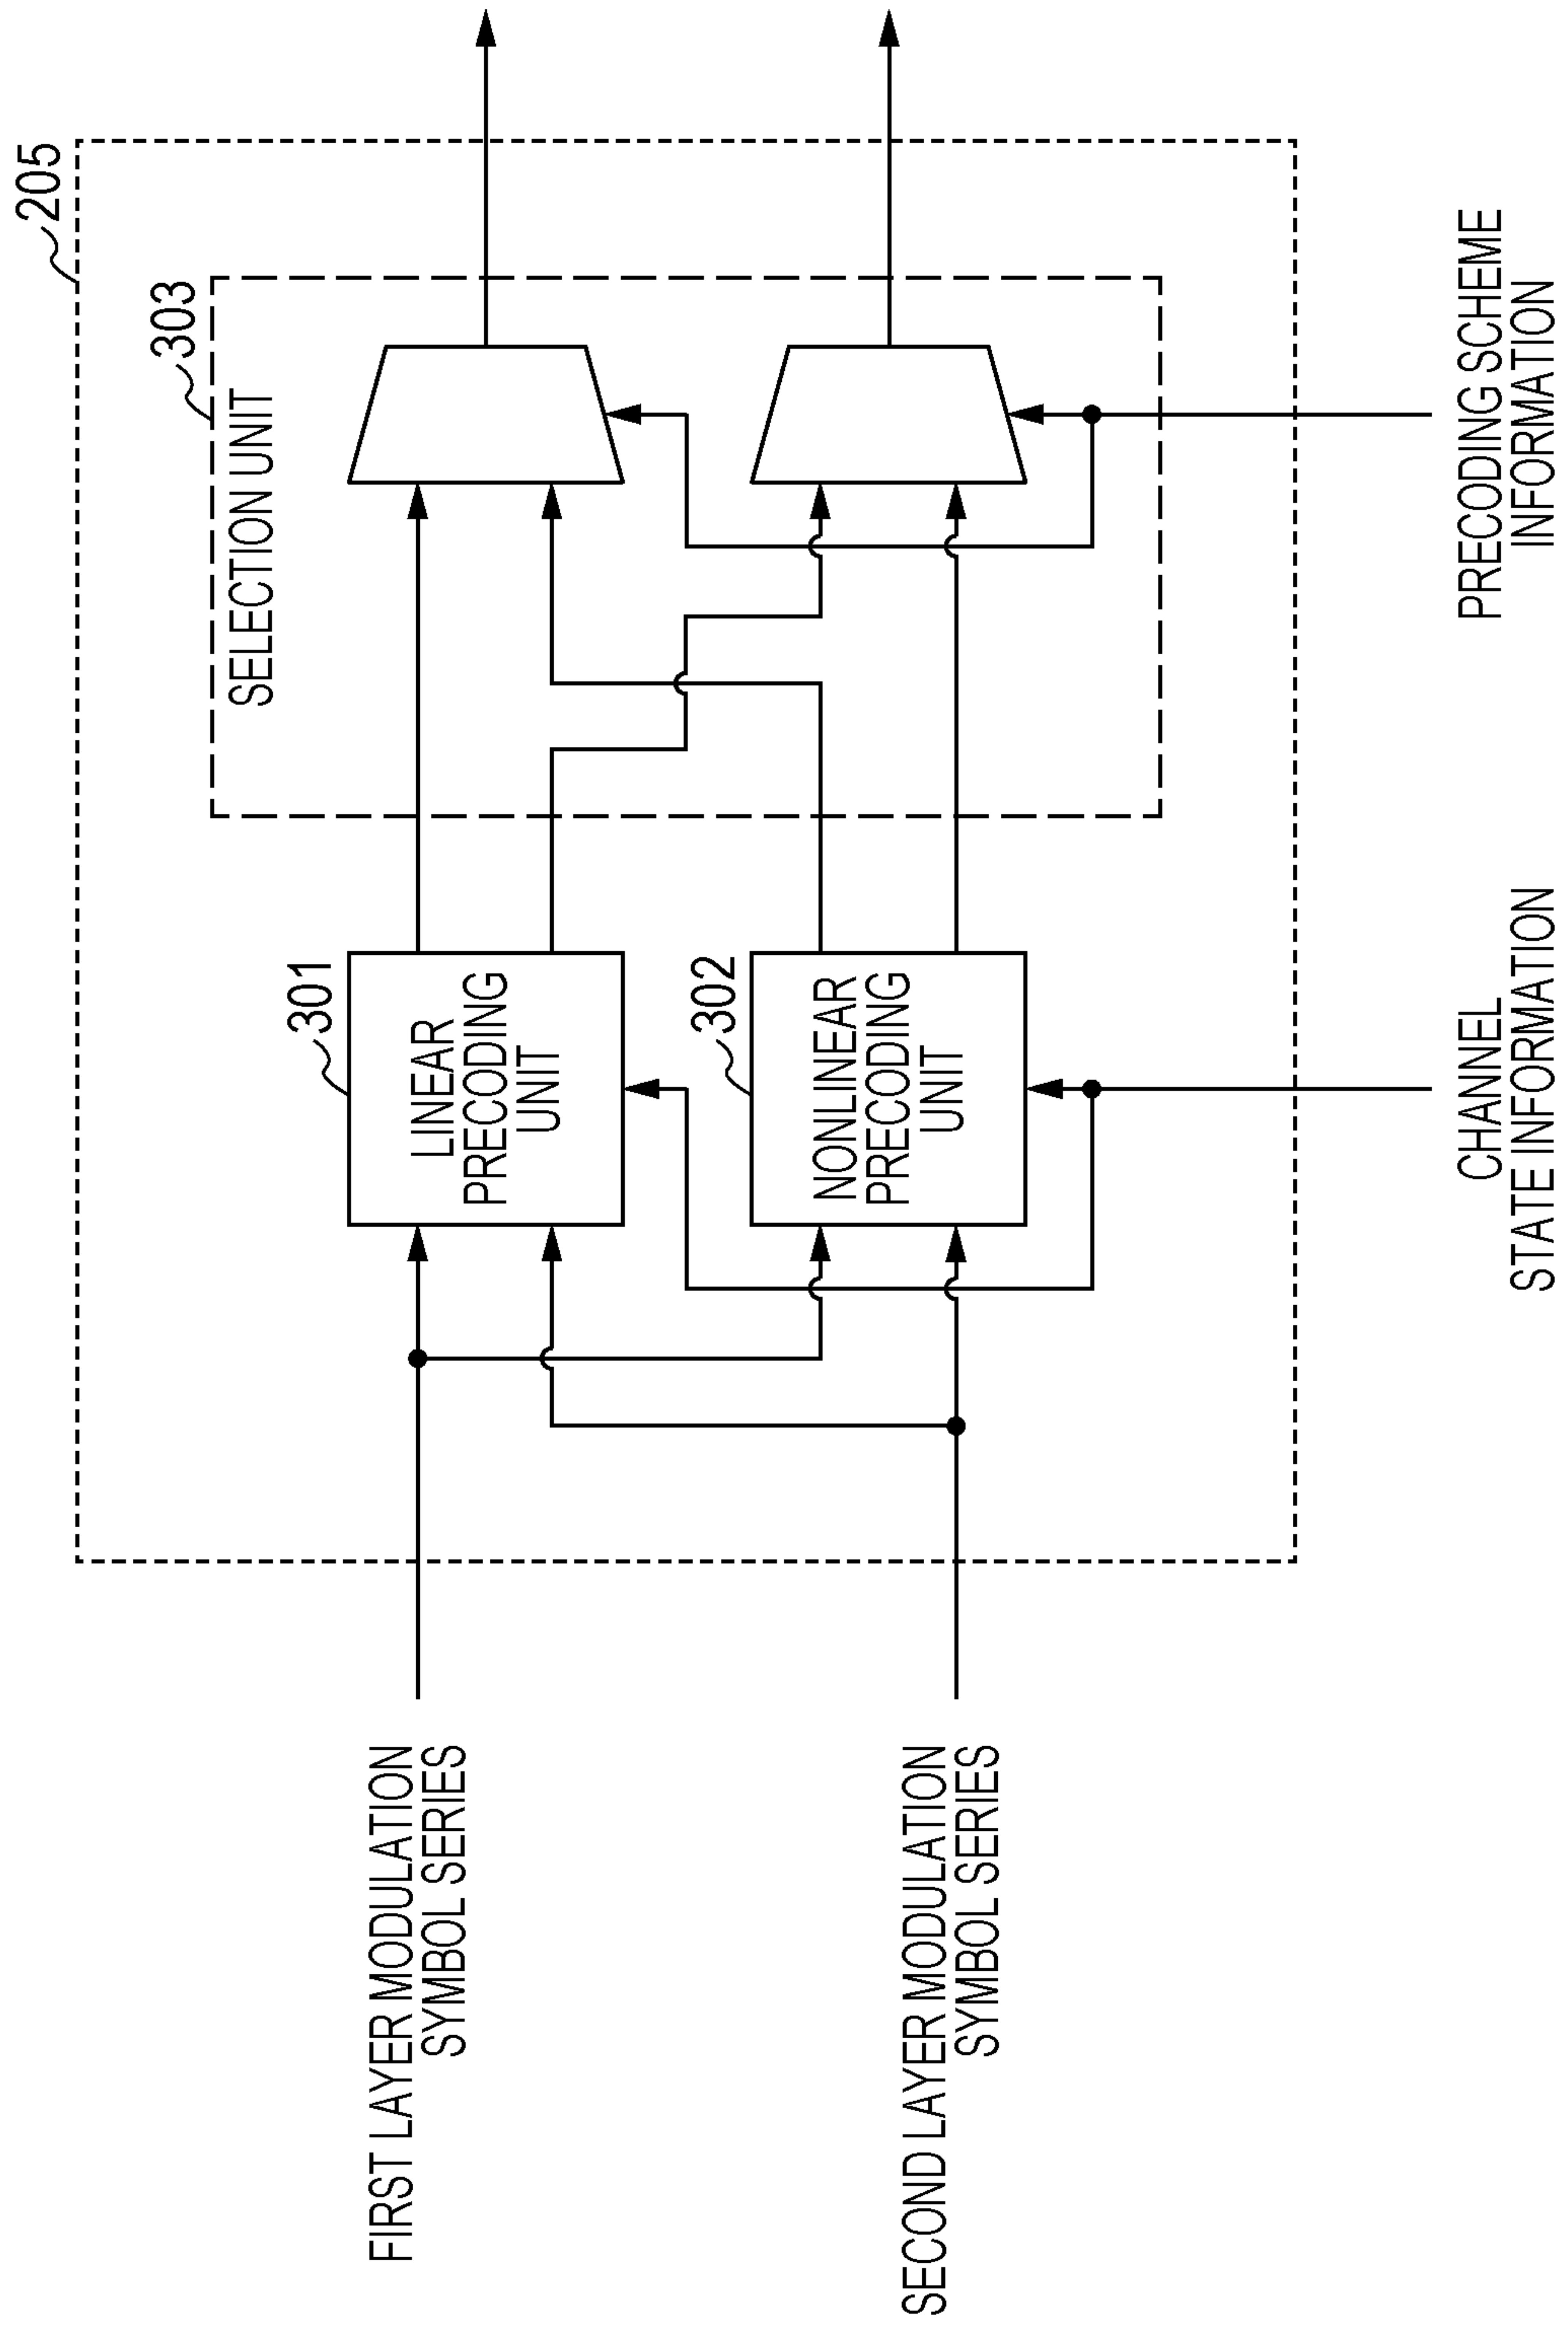 205
303
SELECTION UNIT
301
LINEAR
PRECODING
UNIT
302
NONLINEAR
PRECODING
UNIT
FIRST LAYER MODULATION
SYMBOL SERIES
SECOND LAYER MODULATION
SYMBOL SERIES
CHANNEL
STATE INFORMATION
PRECODING SCHEME
INFORMATION